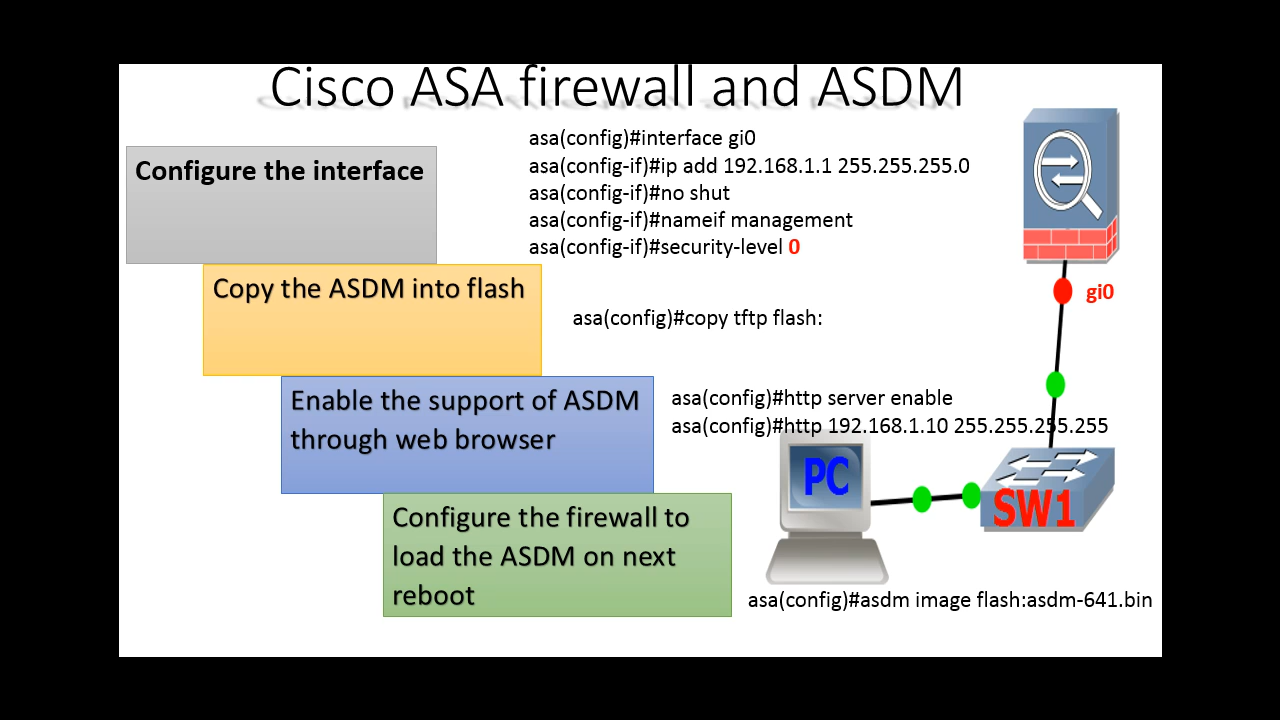 Cisco ASA firewall and ASDM
Configure the interface
asa(config)#interface gi0
asa(config-if)#ip add 192.168.1.1 255.255.255.0
asa(config-if)#no shut
asa(config-if)#nameif management
asa(config-if)#security-level 0
gi0
Copy the ASDM into flash
asa(config)#copy tftp flash:
Enable the support of ASDM
through web browser
asa(config)#http server enable
asa(config)#http 192.168.1.10 255.255.255.255
PC
SW1
Configure the firewall to
load the ASDM on next
reboot
asa(config)#asdm image flash:asdm-641.bin